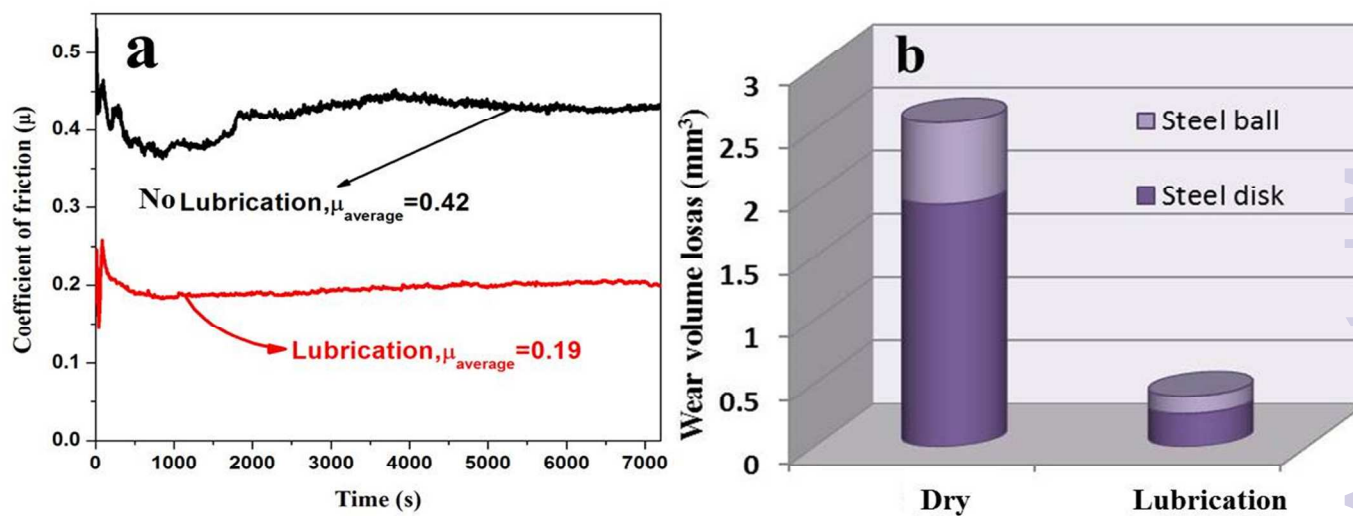 a
0.5
0.4
0.3
0.2
0.1
0.0
Coefficient of friction (μ)
No Lubrication,μaverage=0.42
Lubrication,μaverage=0.19
0 1000 2000 3000 4000 5000 6000 7000
Time (s)
b
3
2.5
2
1.5
1
0.5
0
Wear volume losas (mm³)
Steel ball
Steel disk
Dry Lubrication